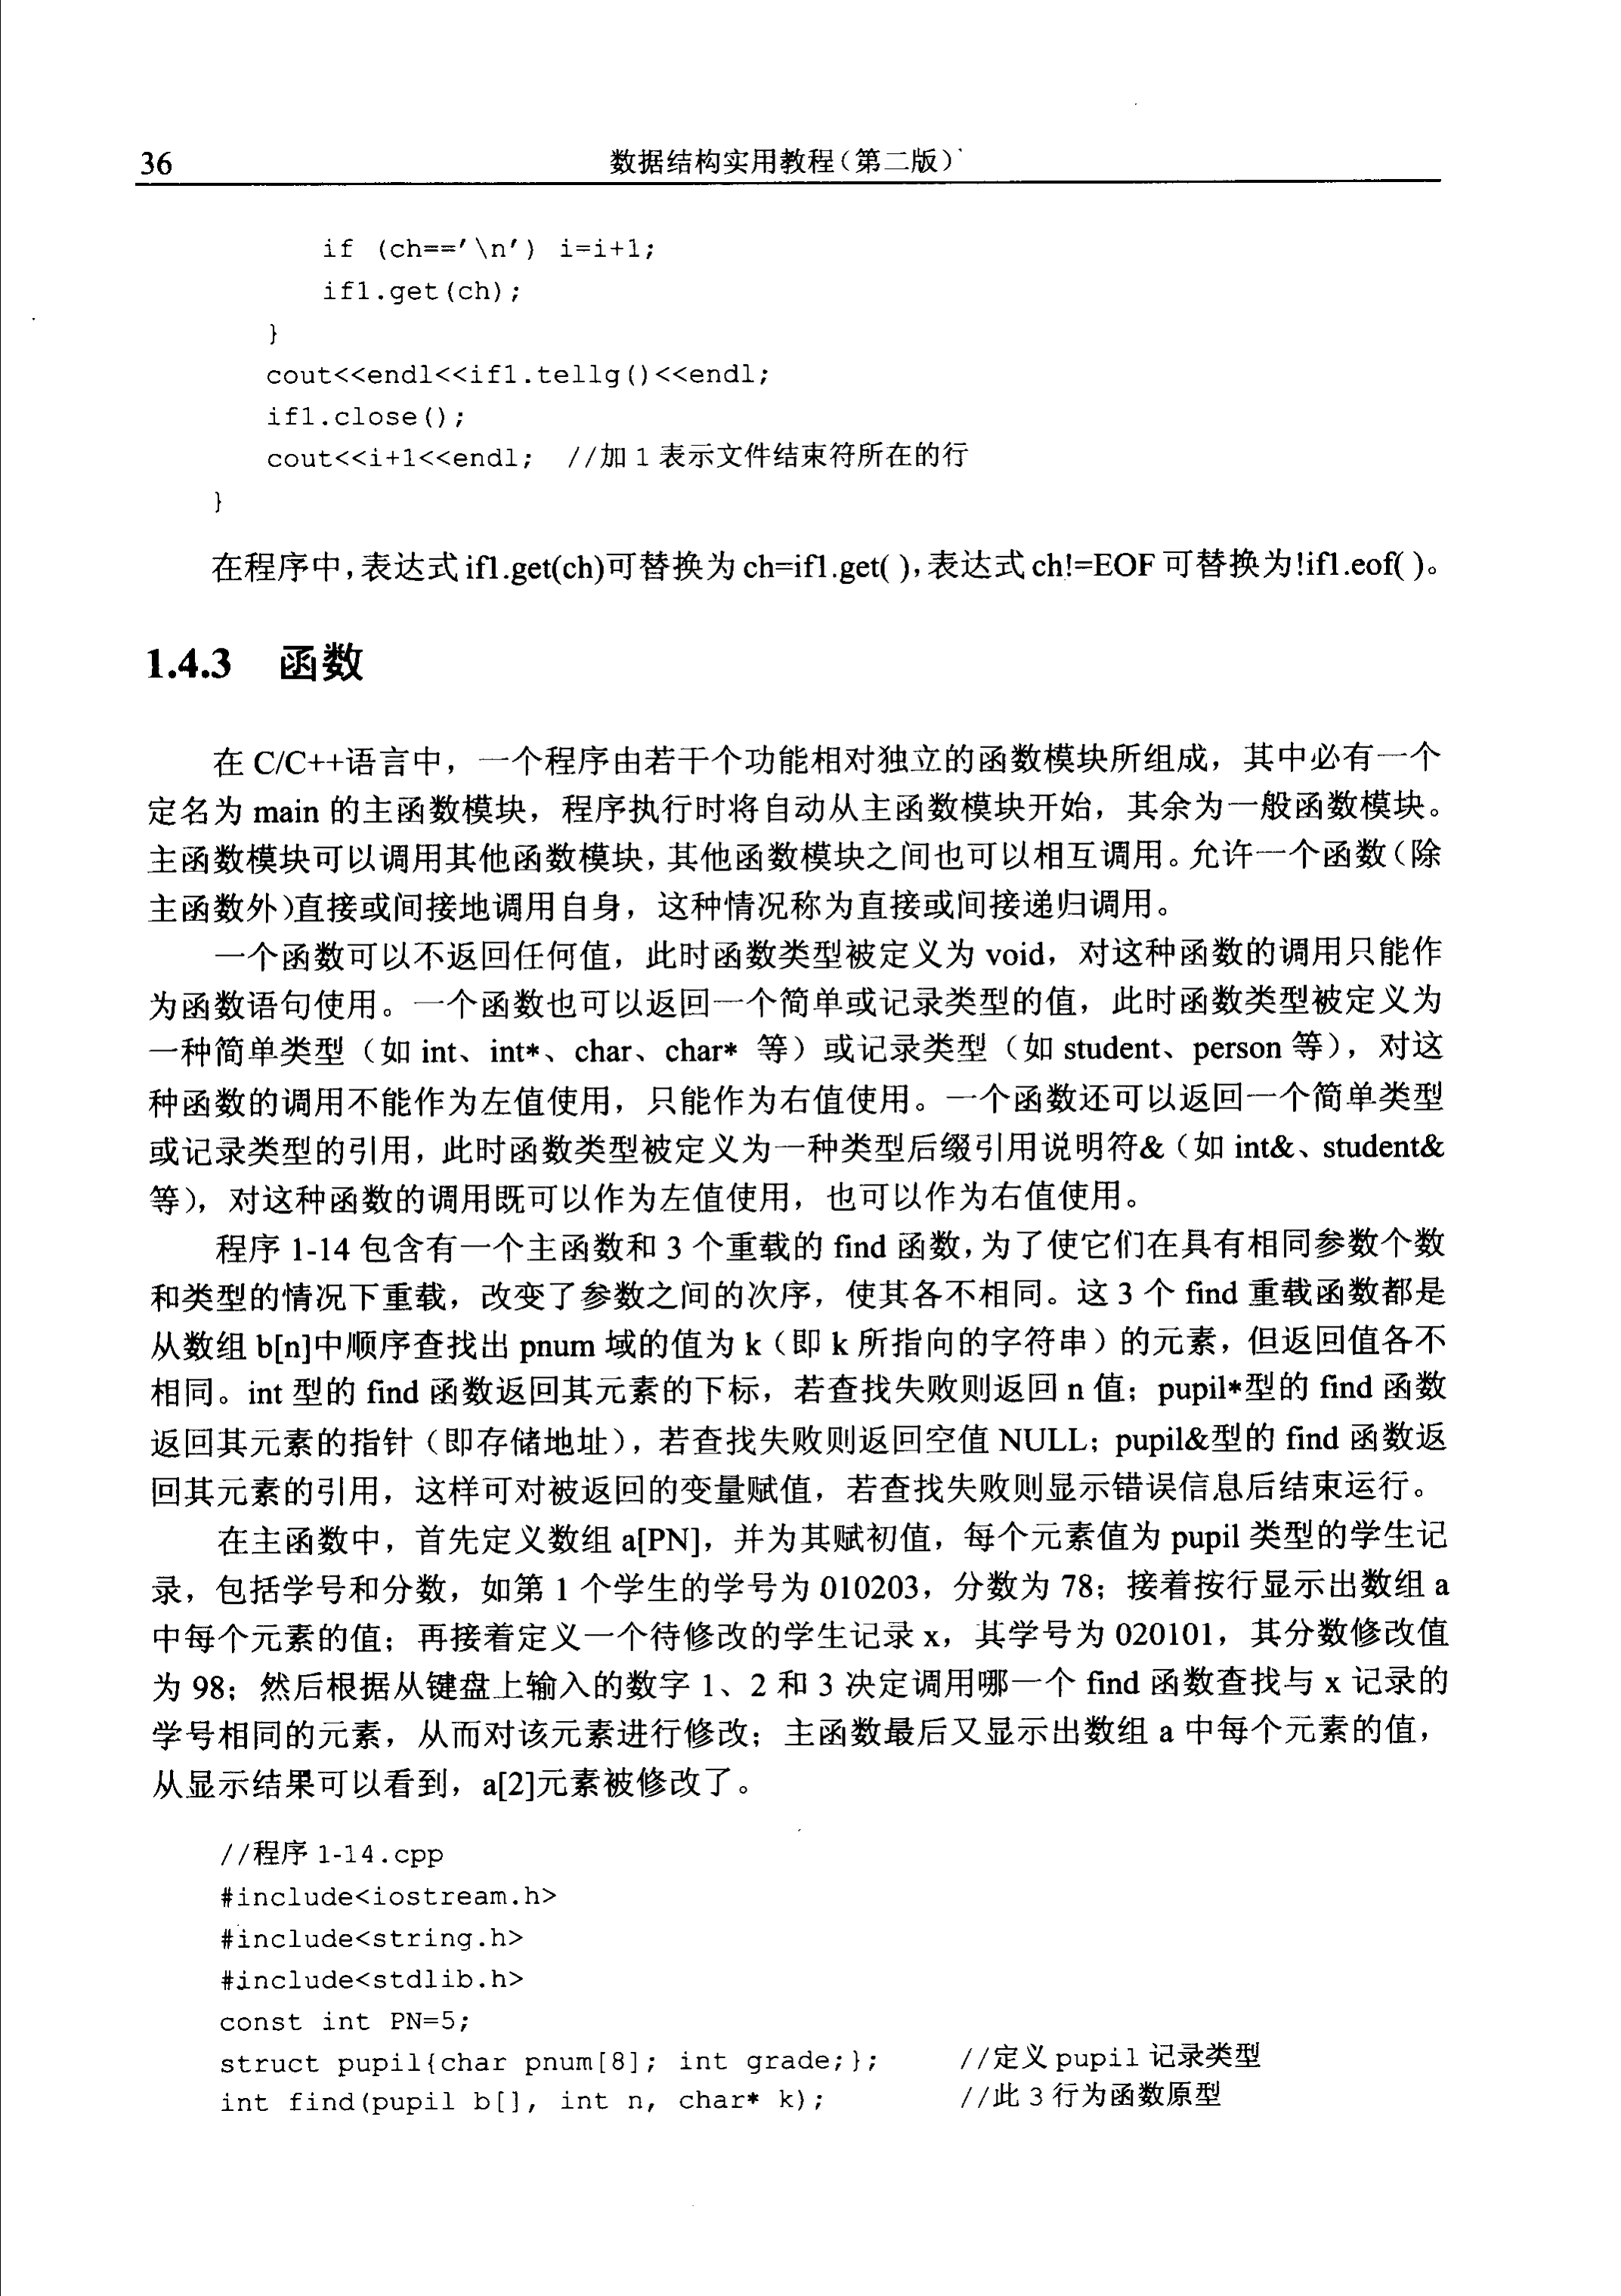 36
数据结构实用教程(第二版)
if (ch=='\n') i=i+1;
if1.get(ch);
}
cout<<endl<<if1.tellg()<<endl;
if1.close();
cout<<i+1<<endl; //加1表示文件结束符所在的行
}
在程序中,表达式if1.get(ch)可替换为ch=if1.get( ),表达式ch!=EOF可替换为!if1.eof( )。
1.4.3 函数
在 C/C++语言中，一个程序由若干个功能相对独立的函数模块所组成，其中必有一个
定名为 main 的主函数模块，程序执行时将自动从主函数模块开始，其余为一般函数模块。
主函数模块可以调用其他函数模块,其他函数模块之间也可以相互调用。允许一个函数(除
主函数外)直接或间接地调用自身，这种情况称为直接或间接递归调用。
一个函数可以不返回任何值，此时函数类型被定义为 void，对这种函数的调用只能作
为函数语句使用。一个函数也可以返回一个简单或记录类型的值，此时函数类型被定义为
一种简单类型（如 int、int*、char、char* 等）或记录类型（如 student、person 等），对这
种函数的调用不能作为左值使用，只能作为右值使用。一个函数还可以返回一个简单类型
或记录类型的引用，此时函数类型被定义为一种类型后缀引用说明符&（如 int&、student&
等），对这种函数的调用既可以作为左值使用，也可以作为右值使用。
程序 1-14 包含有一个主函数和 3 个重载的 find 函数,为了使它们在具有相同参数个数
和类型的情况下重载，改变了参数之间的次序，使其各不相同。这 3 个 find 重载函数都是
从数组 b[n]中顺序查找出 pnum 域的值为 k（即 k 所指向的字符串）的元素，但返回值各不
相同。int 型的 find 函数返回其元素的下标，若查找失败则返回 n 值；pupil*型的 find 函数
返回其元素的指针（即存储地址），若查找失败则返回空值 NULL；pupil&型的 find 函数返
回其元素的引用，这样可对被返回的变量赋值，若查找失败则显示错误信息后结束运行。
在主函数中，首先定义数组 a[PN]，并为其赋初值，每个元素值为 pupil 类型的学生记
录，包括学号和分数，如第 1 个学生的学号为 010203，分数为 78；接着按行显示出数组 a
中每个元素的值；再接着定义一个待修改的学生记录 x，其学号为 020101，其分数修改值
为 98；然后根据从键盘上输入的数字 1、2 和 3 决定调用哪一个 find 函数查找与 x 记录的
学号相同的元素，从而对该元素进行修改；主函数最后又显示出数组 a 中每个元素的值，
从显示结果可以看到，a[2]元素被修改了。
//程序 1-14.cpp
#include<iostream.h>
#include<string.h>
#include<stdlib.h>
const int PN=5;
struct pupil{char pnum[8]; int grade;}; //定义 pupil 记录类型
int find(pupil b[], int n, char* k); //此 3 行为函数原型